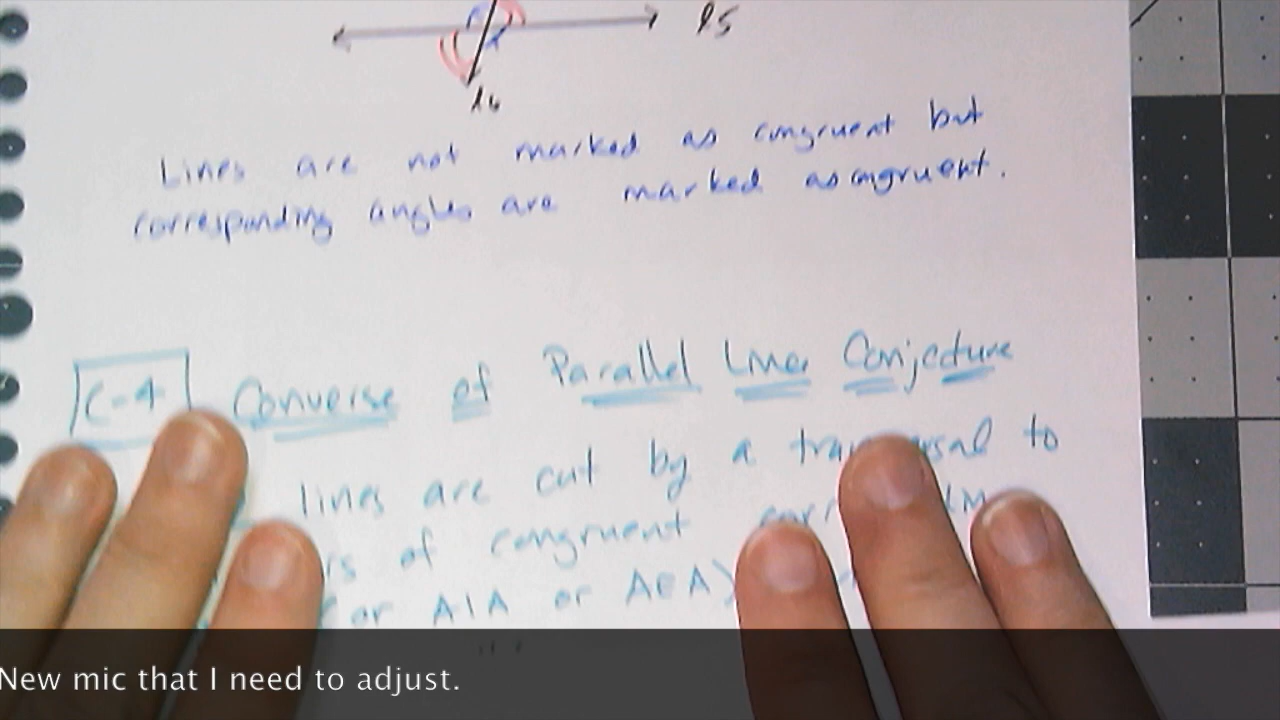 l5
l6
Lines are not marked as congruent but
corresponding angles are marked as congruent.
C-4 Converse of Parallel Lines Conjecture
lines are cut by a to
of congruent
or AIA or AEA)
New mic that I need to adjust.